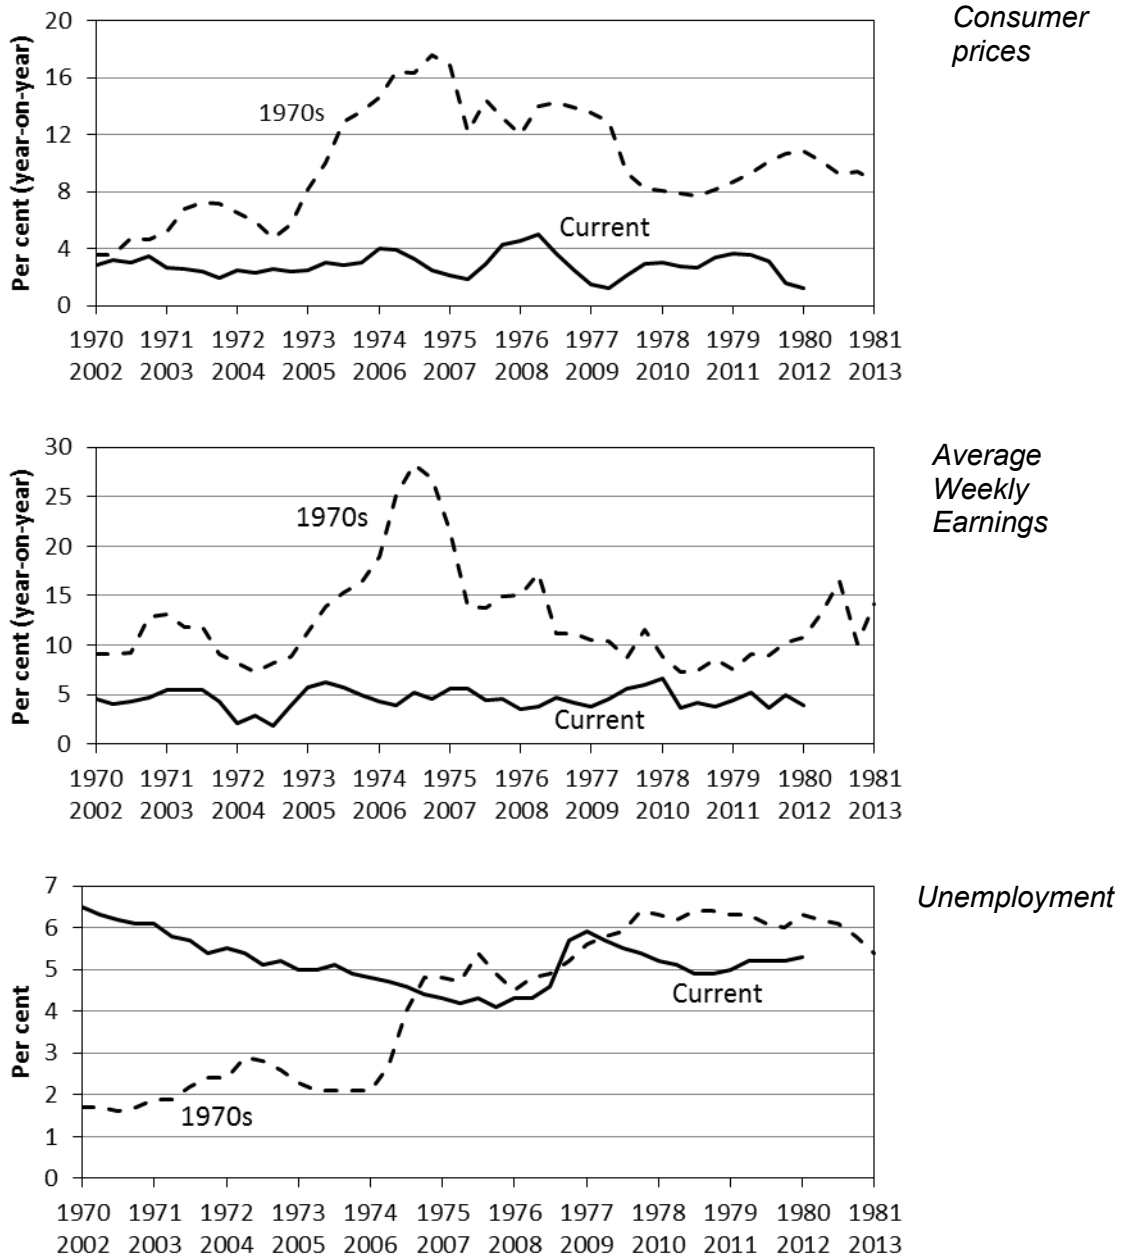 Consumer
prices
Per cent (year-on-year)
20
16
12
8
4
0
1970s
Current
1970 1971 1972 1973 1974 1975 1976 1977 1978 1979 1980 1981
2002 2003 2004 2005 2006 2007 2008 2009 2010 2011 2012 2013
Average
Weekly
Earnings
Per cent (year-on-year)
30
25
20
15
10
5
0
1970s
Current
1970 1971 1972 1973 1974 1975 1976 1977 1978 1979 1980 1981
2002 2003 2004 2005 2006 2007 2008 2009 2010 2011 2012 2013
Unemployment
Per cent
7
6
5
4
3
2
1
0
Current
1970s
1970 1971 1972 1973 1974 1975 1976 1977 1978 1979 1980 1981
2002 2003 2004 2005 2006 2007 2008 2009 2010 2011 2012 2013